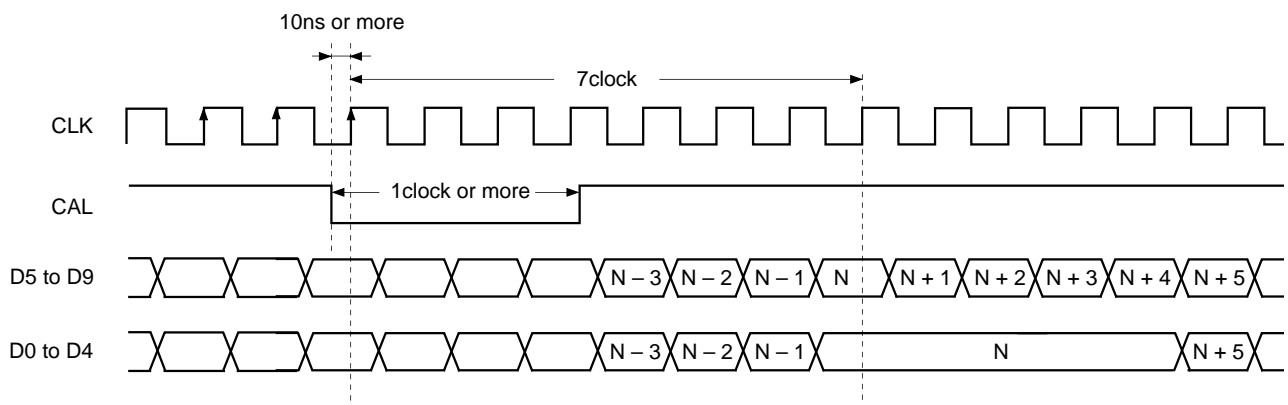 10ns or more
7clock
CLK
1clock or more
CAL
D5 to D9
N – 3 N – 2 N – 1 N N + 1 N + 2 N + 3 N + 4 N + 5
D0 to D4
N – 3 N – 2 N – 1 N N + 5